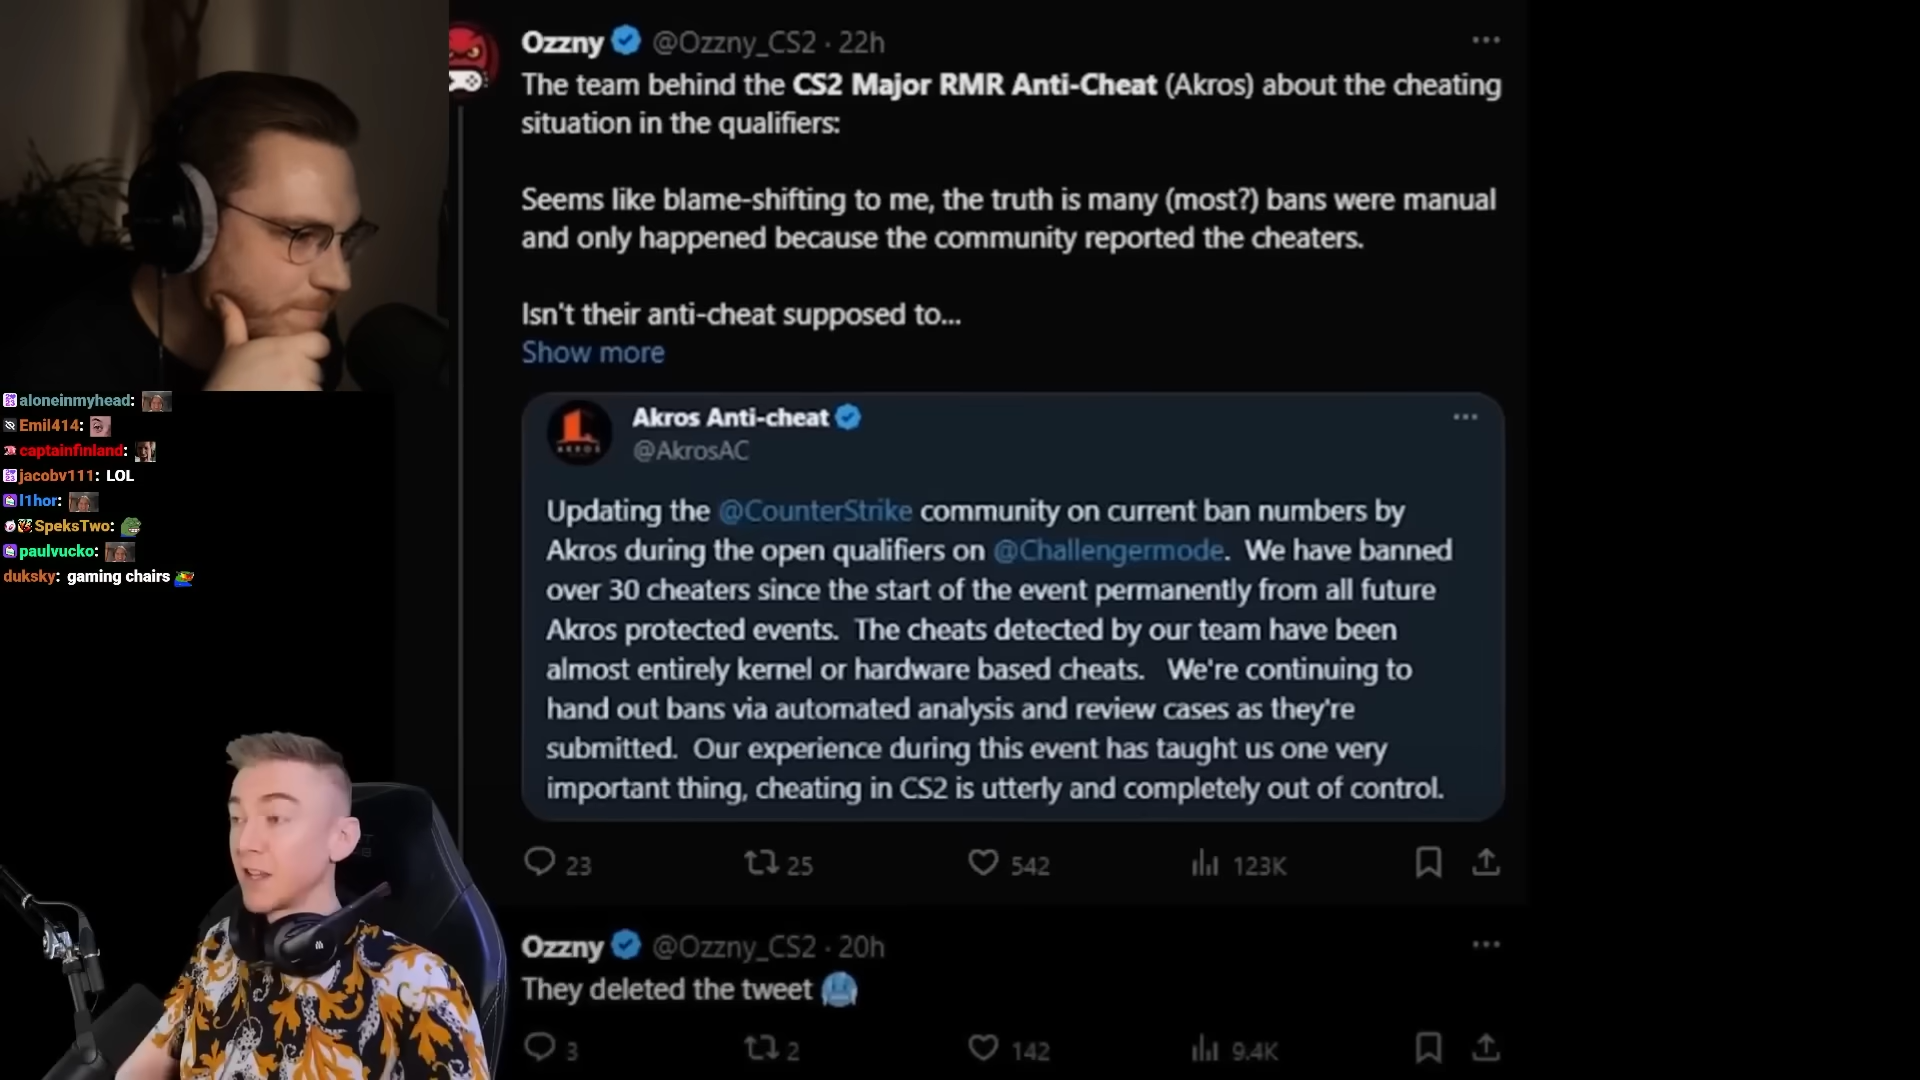 Ozzny @Ozzny_CS2 · 22h
The team behind the CS2 Major RMR Anti-Cheat (Akros) about the cheating
situation in the qualifiers:
Seems like blame-shifting to me, the truth is many (most?) bans were manual
and only happened because the community reported the cheaters.
Isn't their anti-cheat supposed to...
Show more
Akros Anti-cheat
@AkrosAC
AKROS
Updating the @CounterStrike community on current ban numbers by
Akros during the open qualifiers on @Challengermode. We have banned
over 30 cheaters since the start of the event permanently from all future
Akros protected events. The cheats detected by our team have been
almost entirely kernel or hardware based cheats. We're continuing to
hand out bans via automated analysis and review cases as they're
submitted. Our experience during this event has taught us one very
important thing, cheating in CS2 is utterly and completely out of control.
23 25 542 123K
Ozzny @Ozzny_CS2 · 20h
They deleted the tweet
3 2 142 9.4K
aloneinmyhead:
Emil414:
captainfinland:
jacobv111: LOL
l1hor:
SpeksTwo:
paulvucko:
duksky: gaming chairs